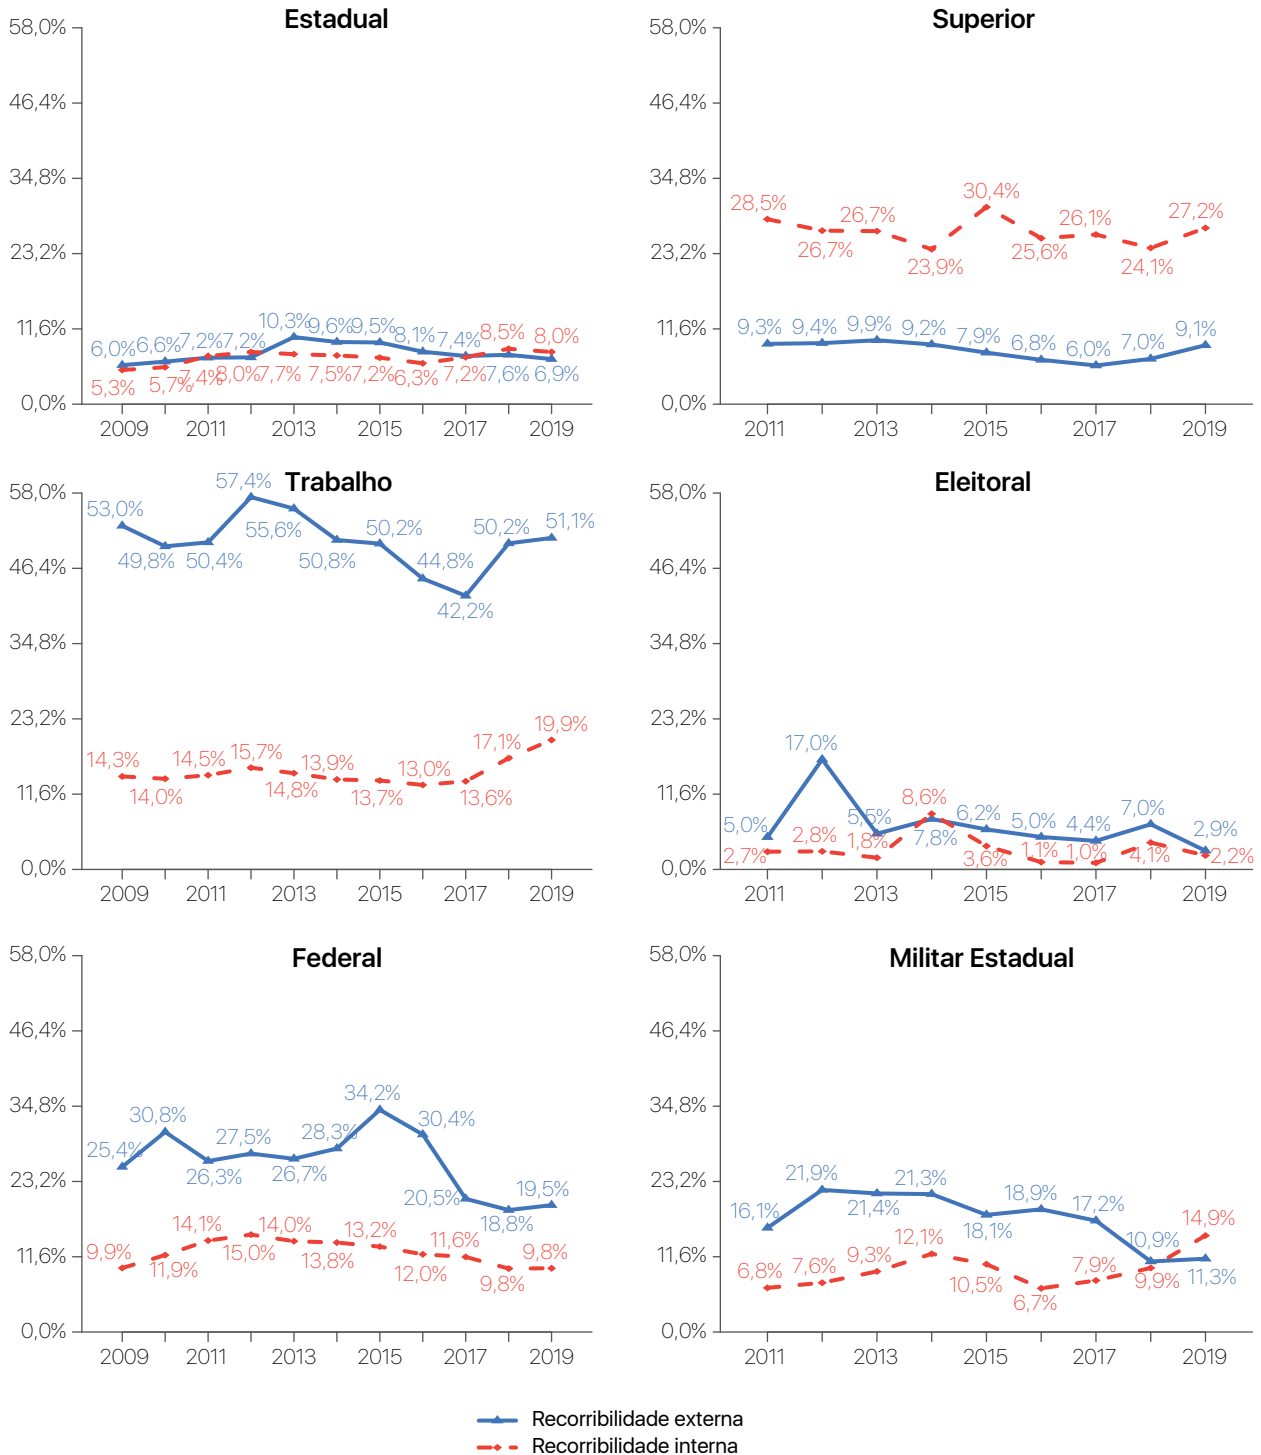 Estadual
58,0%
46,4%
34,8%
23,2%
11,6%
0,0%
6,0% 6,6% 7,2% 7,2% 10,3% 9,6% 9,5% 8,1% 7,4% 7,6% 6,9%
5,3% 5,7% 7,4% 8,0% 7,7% 7,5% 7,2% 6,3% 7,2% 8,5% 8,0%
2009 2011 2013 2015 2017 2019
Superior
58,0%
46,4%
34,8%
23,2%
11,6%
0,0%
28,5% 26,7% 26,7% 23,9% 30,4% 25,6% 26,1% 24,1% 27,2%
9,3% 9,4% 9,9% 9,2% 7,9% 6,8% 6,0% 7,0% 9,1%
2011 2013 2015 2017 2019
Trabalho
58,0%
46,4%
34,8%
23,2%
11,6%
0,0%
53,0% 49,8% 50,4% 57,4% 55,6% 50,8% 50,2% 44,8% 42,2% 50,2% 51,1%
14,3% 14,0% 14,5% 15,7% 14,8% 13,9% 13,7% 13,0% 13,6% 17,1% 19,9%
2009 2011 2013 2015 2017 2019
Eleitoral
58,0%
46,4%
34,8%
23,2%
11,6%
0,0%
5,0% 17,0% 5,5% 7,8% 6,2% 5,0% 4,4% 7,0% 2,9%
2,7% 2,8% 1,8% 8,6% 3,6% 1,1% 1,0% 4,1% 2,2%
2011 2013 2015 2017 2019
Federal
58,0%
46,4%
34,8%
23,2%
11,6%
0,0%
25,4% 30,8% 26,3% 27,5% 26,7% 28,3% 34,2% 30,4% 20,5% 18,8% 19,5%
9,9% 11,9% 14,1% 15,0% 14,0% 13,8% 13,2% 12,0% 11,6% 9,8% 9,8%
2009 2011 2013 2015 2017 2019
Militar Estadual
58,0%
46,4%
34,8%
23,2%
11,6%
0,0%
16,1% 21,9% 21,4% 21,3% 18,1% 18,9% 17,2% 10,9% 11,3%
6,8% 7,6% 9,3% 12,1% 10,5% 6,7% 7,9% 9,9% 14,9%
2011 2013 2015 2017 2019
Recorribilidade externa
Recorribilidade interna